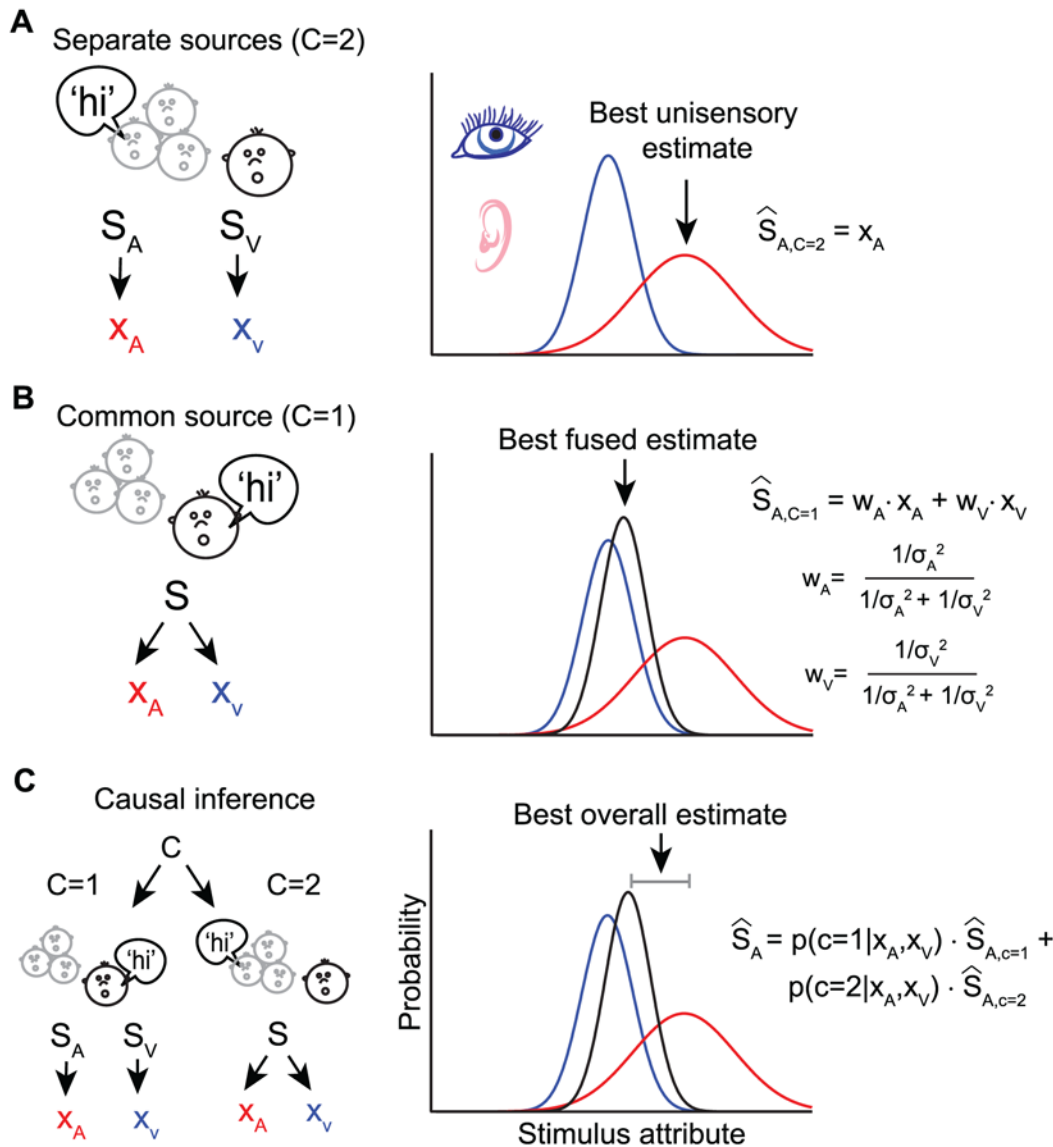 A
Separate sources (C=2)
'hi'
S_A S_V
x_A x_v
Best unisensory
estimate
Ŝ_A,C=2 = x_A
B
Common source (C=1)
'hi'
S
x_A x_v
Best fused estimate
Ŝ_A,C=1 = w_A· x_A + w_V· x_V
w_A= 1/σ_A² / 1/σ_A² + 1/σ_V²
w_V= 1/σ_V² / 1/σ_A² + 1/σ_V²
C
Causal inference
C
C=1 C=2
'hi' 'hi'
S_A S_V S
x_A x_v x_A x_v
Best overall estimate
Probability
Stimulus attribute
Ŝ_A = p(c=1|x_A,x_V) · Ŝ_A,c=1 +
p(c=2|x_A,x_V) · Ŝ_A,c=2